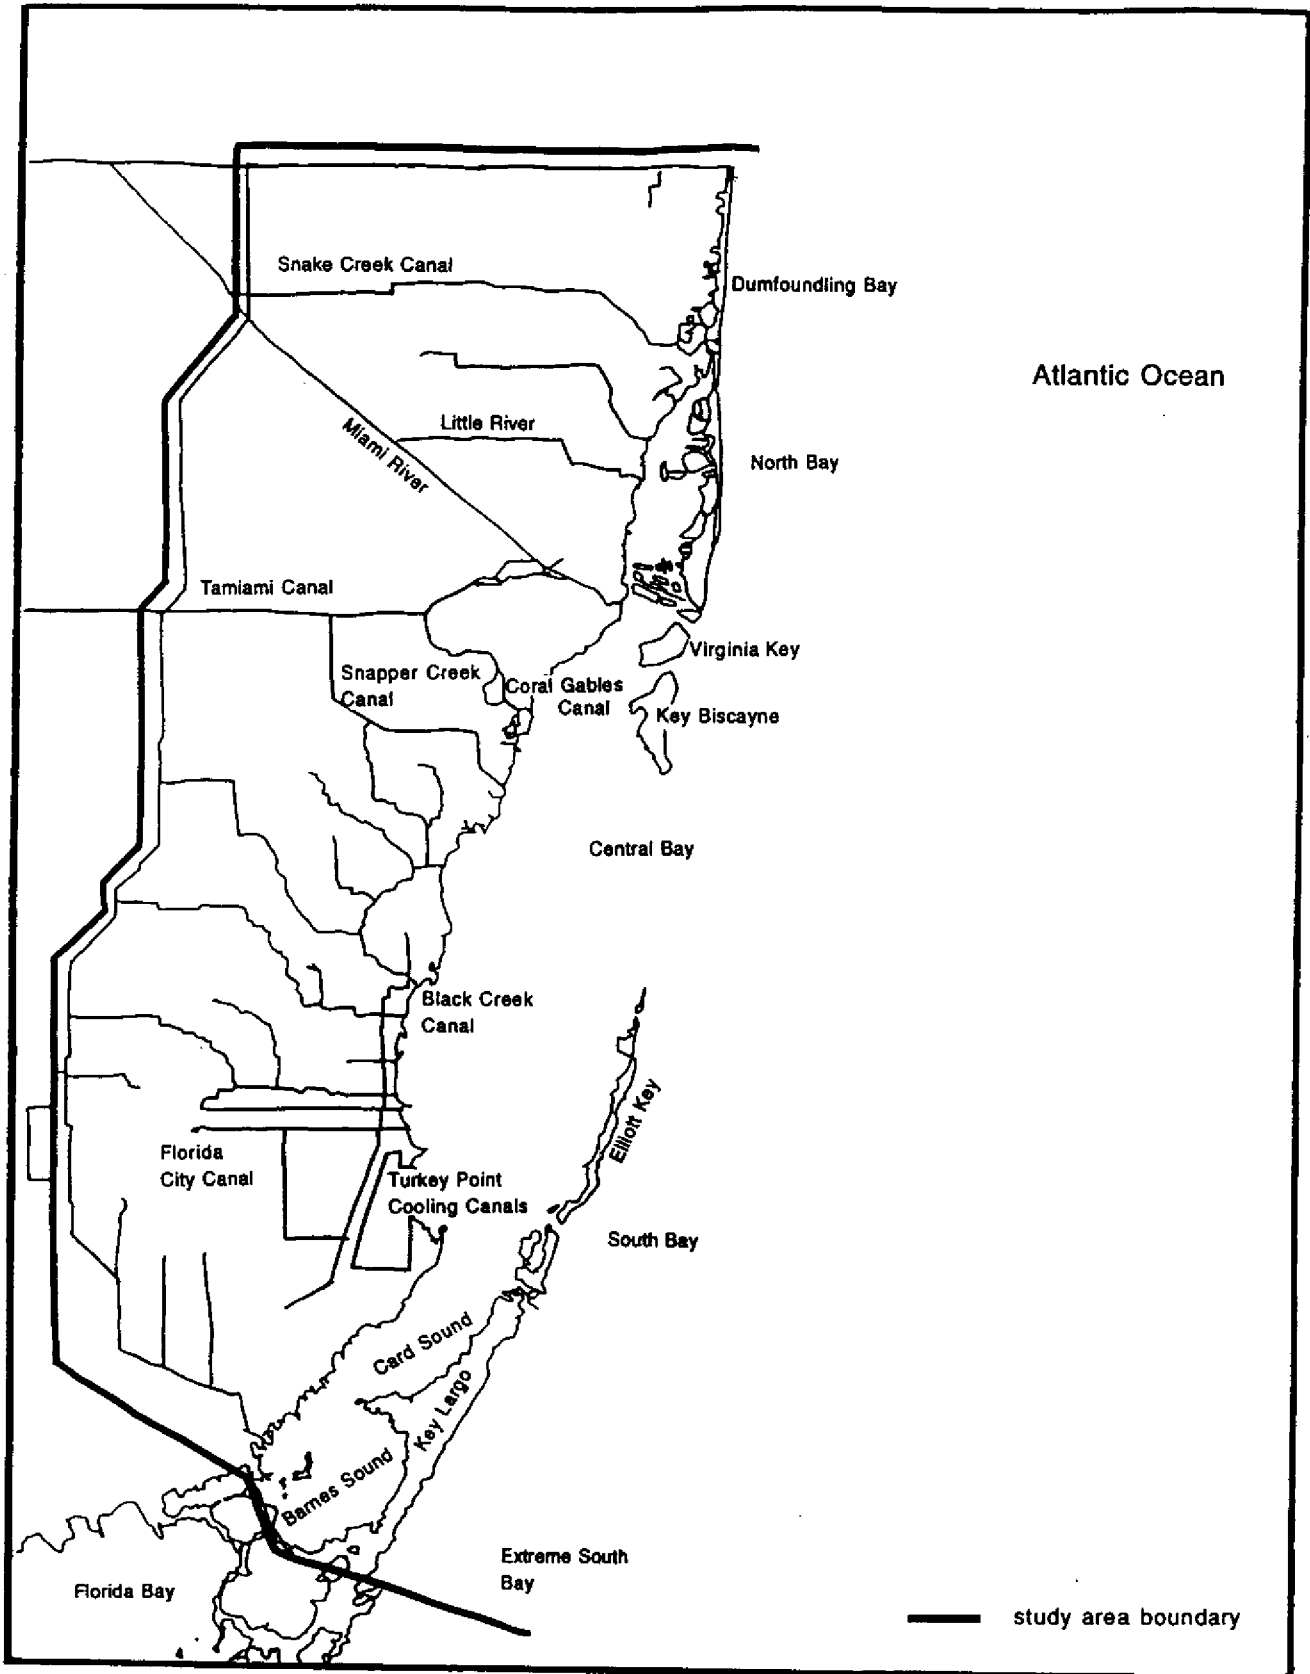 Snake Creek Canal
Dumfoundling Bay
Atlantic Ocean
Little River
Miami River
North Bay
Tamiami Canal
Virginia Key
Snapper Creek
Canal
Coral Gables
Canal
Key Biscayne
Central Bay
Black Creek
Canal
Elliott Key
Florida
City Canal
Turkey Point
Cooling Canals
South Bay
Card Sound
Key Largo
Barnes Sound
Extreme South
Bay
Florida Bay
study area boundary